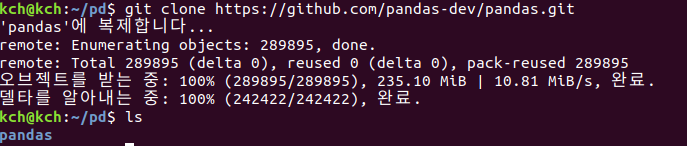 kch@kch:~/pd$ git clone https://github.com/pandas-dev/pandas.git
'pandas'에 복제합니다...
remote: Enumerating objects: 289895, done.
remote: Total 289895 (delta 0), reused 0 (delta 0), pack-reused 289895
오브젝트를 받는 중: 100% (289895/289895), 235.10 MiB | 10.81 MiB/s, 완료.
델타를 알아내는 중: 100% (242422/242422), 완료.
kch@kch:~/pd$ ls
pandas